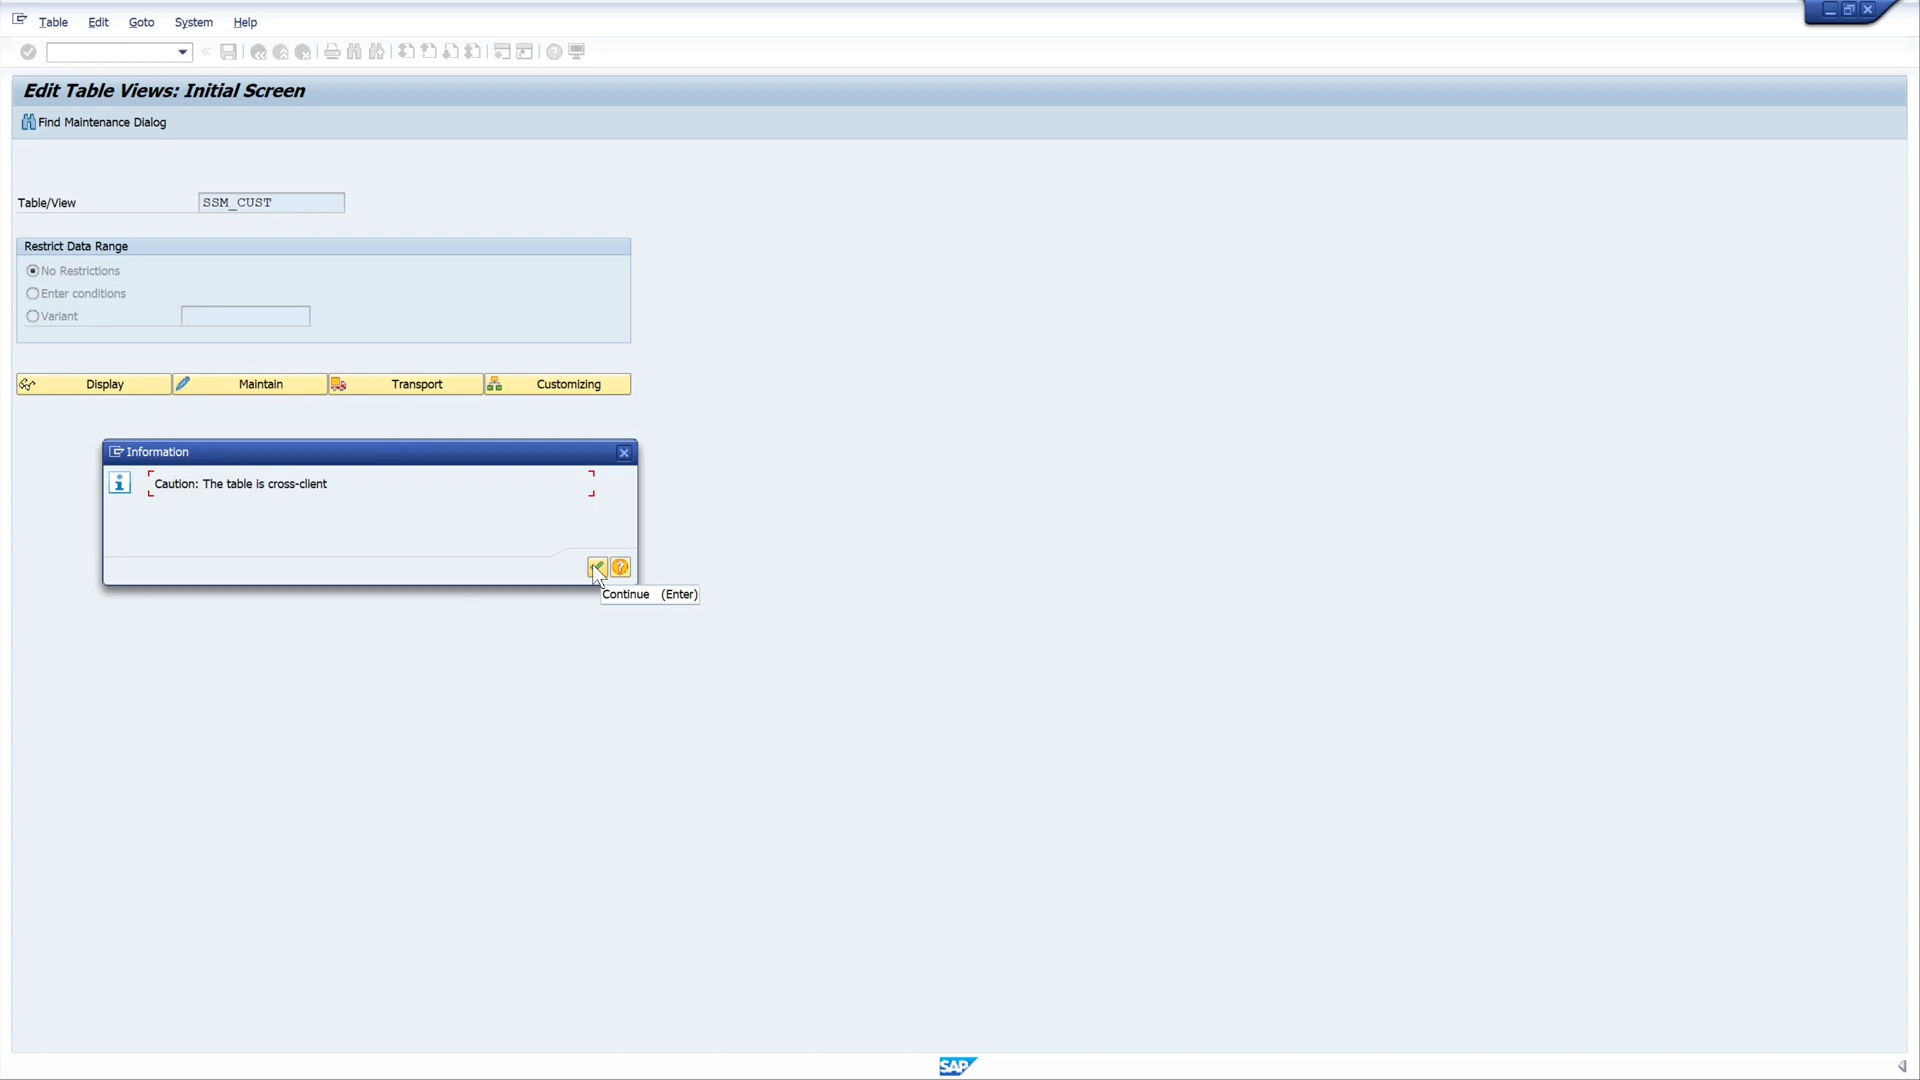 Table Edit Goto System Help
Edit Table Views: Initial Screen
Find Maintenance Dialog
Table/View SSM_CUST
Restrict Data Range
No Restrictions
Enter conditions
Variant
Display Maintain Transport Customizing
Information
Caution: The table is cross-client
Continue (Enter)
SAP